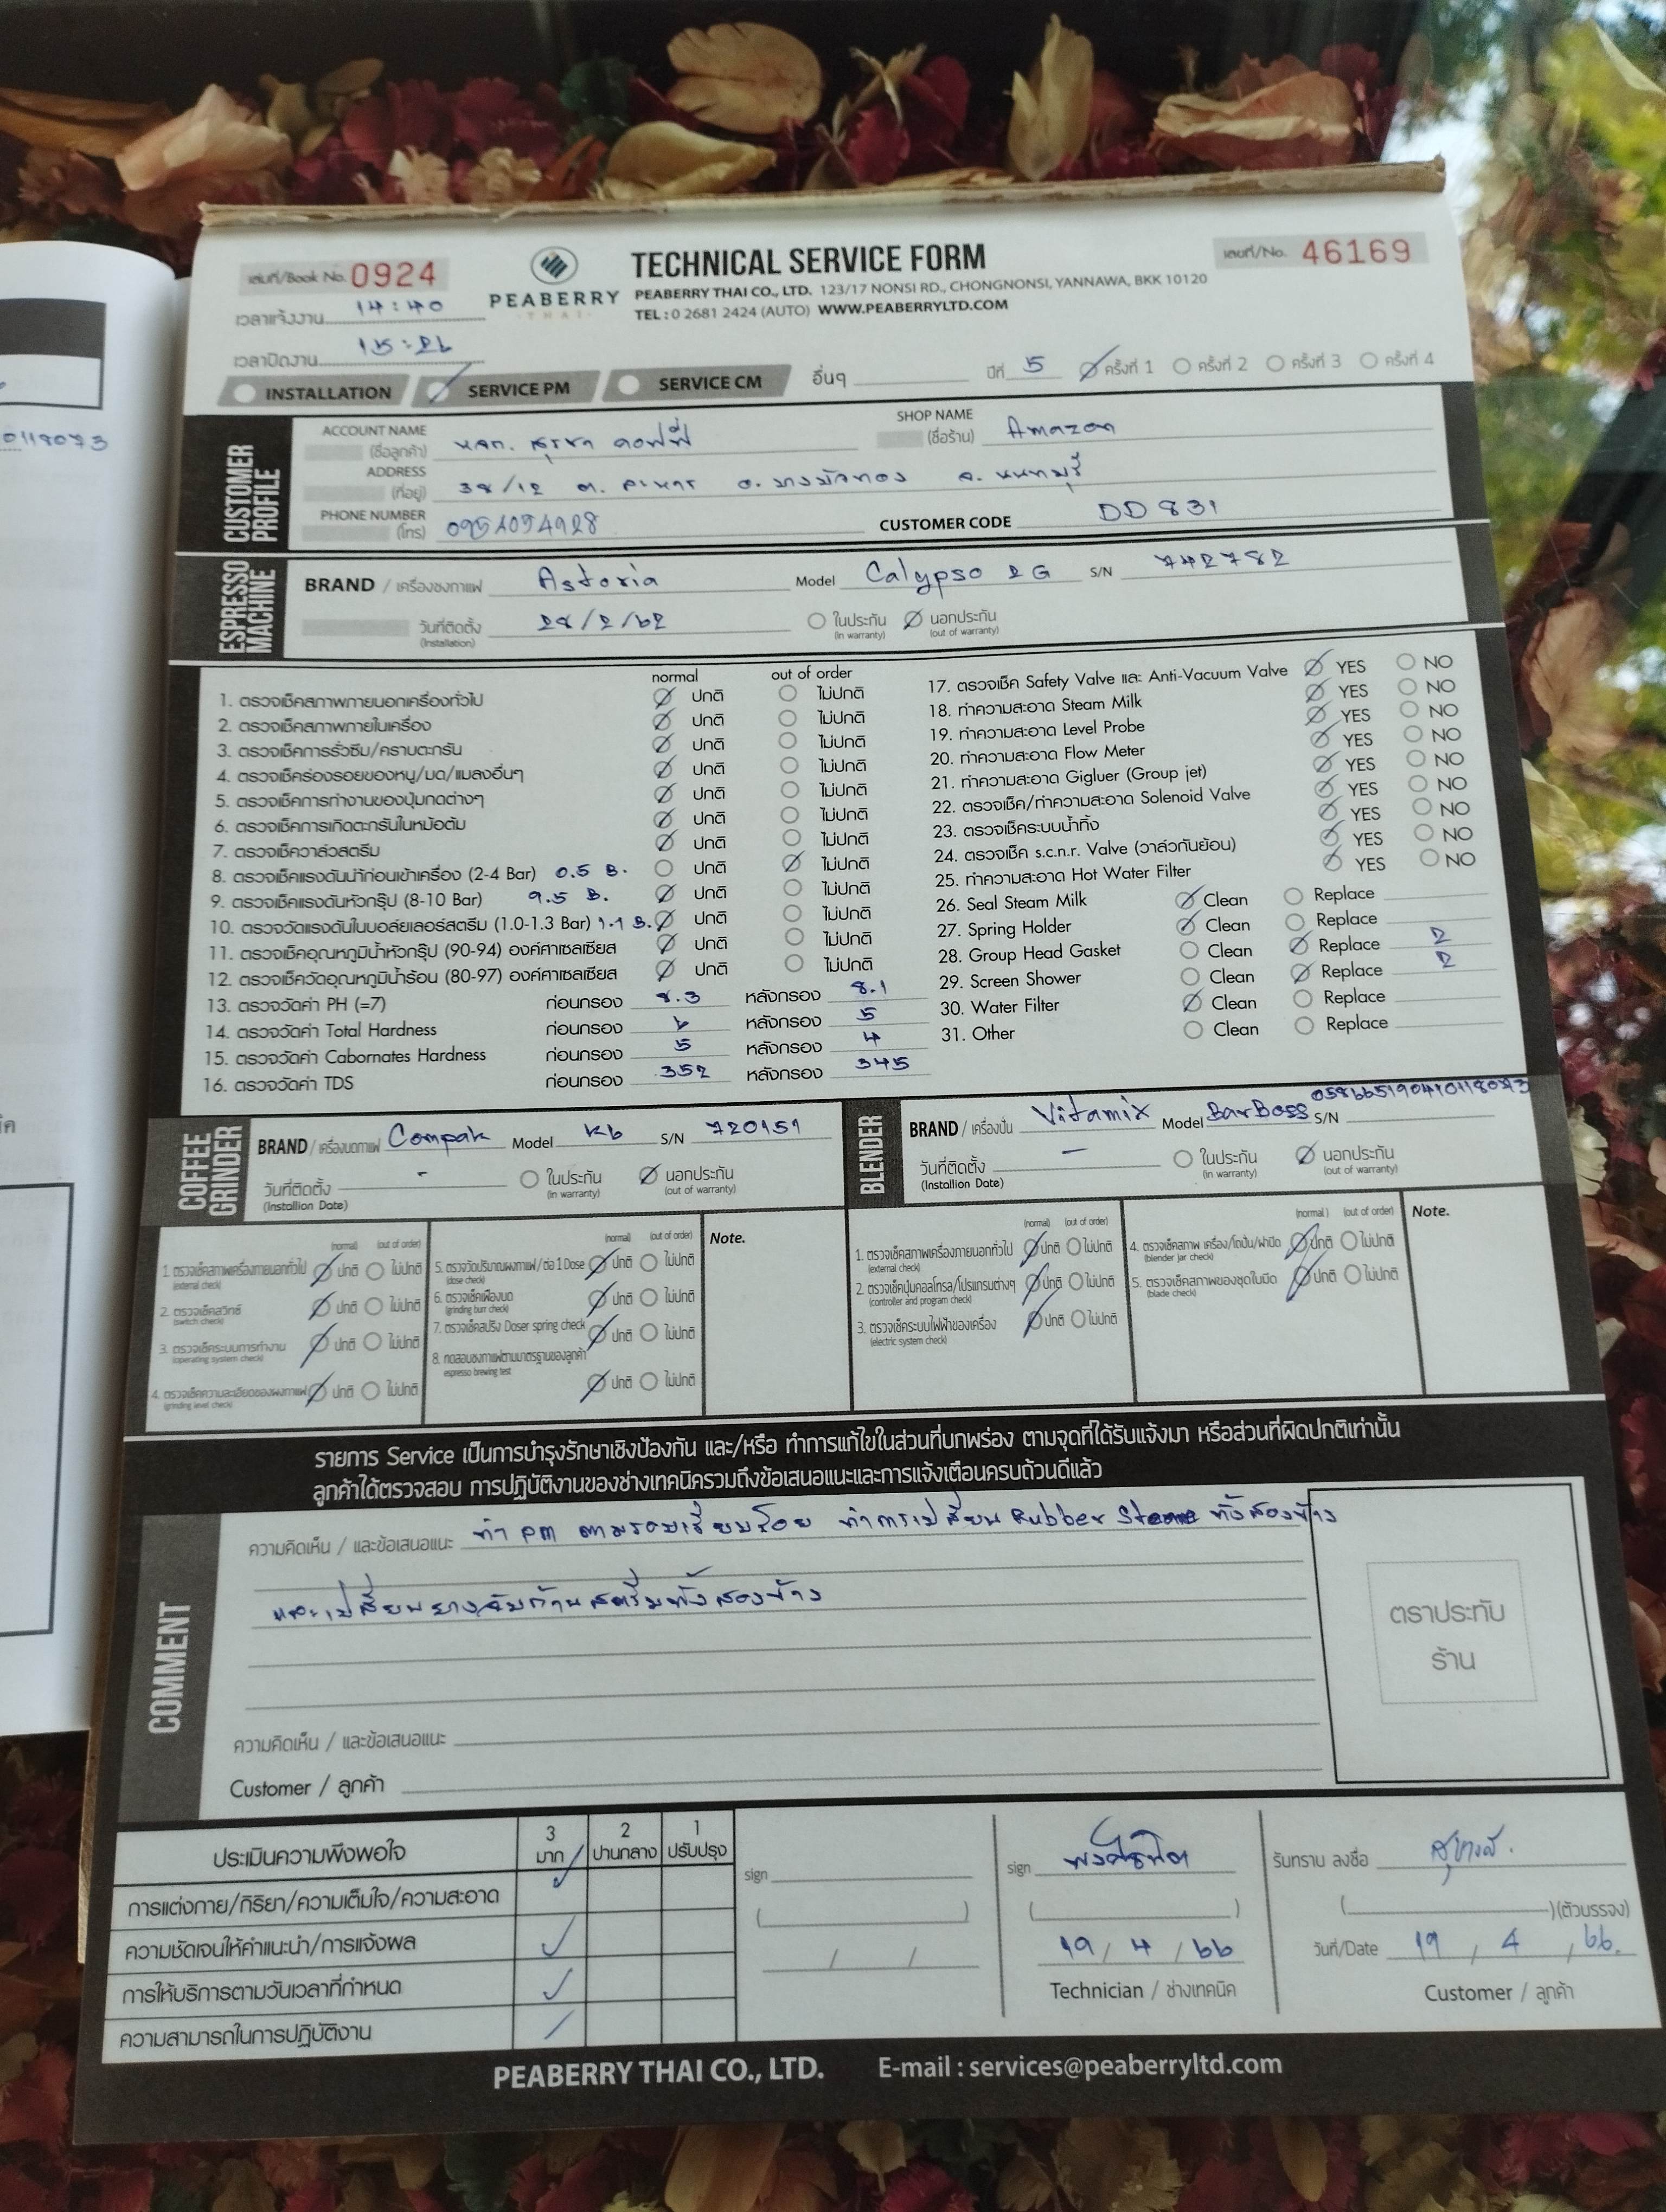 เล่มที่/Book No. 0924
PEABERRY
THAI
TECHNICAL SERVICE FORM
PEABERRY THAI CO., LTD. 123/17 NONSI RD., CHONGNONSI, YANNAWA, BKK 10120
TEL : 0 2681 2424 (AUTO) WWW.PEABERRYLTD.COM
เลขที่/No. 46169
เวลาแจ้งงาน 14:40
เวลาปิดงาน 15:26
INSTALLATION SERVICE PM SERVICE CM อื่นๆ ปีที่ 5 ครั้งที่ 1 ครั้งที่ 2 ครั้งที่ 3 ครั้งที่ 4
CUSTOMER PROFILE
ACCOUNT NAME (ชื่อลูกค้า) หจก. สุรชา คอฟฟี่ SHOP NAME (ชื่อร้าน) Amazon
ADDRESS (ที่อยู่) 38/12 ต. ละหาร อ. บางบัวทอง จ. นนทบุรี
PHONE NUMBER (โทร) 0954094928 CUSTOMER CODE DD831
ESPRESSO MACHINE
BRAND / เครื่องชงกาแฟ Astoria Model Calypso 2G S/N 742782
วันที่ติดตั้ง (Installation) 28/2/62 ในประกัน (in warranty) นอกประกัน (out of warranty)
normal out of order
1. ตรวจเช็คสภาพภายนอกเครื่องทั่วไป ปกติ ไม่ปกติ
2. ตรวจเช็คสภาพภายในเครื่อง ปกติ ไม่ปกติ
3. ตรวจเช็คการรั่วซึม/คราบตะกรัน ปกติ ไม่ปกติ
4. ตรวจเช็คร่องรอยของหนู/มด/แมลงอื่นๆ ปกติ ไม่ปกติ
5. ตรวจเช็คการทำงานของปุ่มกดต่างๆ ปกติ ไม่ปกติ
6. ตรวจเช็คการเกิดตะกรันในหม้อต้ม ปกติ ไม่ปกติ
7. ตรวจเช็ควาล์วสตรีม ปกติ ไม่ปกติ
8. ตรวจเช็คแรงดันน้ำก่อนเข้าเครื่อง (2-4 Bar) 0.5 B. ปกติ ไม่ปกติ
9. ตรวจเช็คแรงดันหัวกรุ๊ป (8-10 Bar) 9.5 B. ปกติ ไม่ปกติ
10. ตรวจวัดแรงดันในบอล์ยเลอร์สตรีม (1.0-1.3 Bar) 1.1 B. ปกติ ไม่ปกติ
11. ตรวจเช็คอุณหภูมิน้ำหัวกรุ๊ป (90-94) องศาเซลเซียส ปกติ ไม่ปกติ
12. ตรวจเช็ควัดอุณหภูมิน้ำร้อน (80-97) องศาเซลเซียส ปกติ ไม่ปกติ
13. ตรวจวัดค่า PH (=7) ก่อนกรอง 8.3 หลังกรอง 8.1
14. ตรวจวัดค่า Total Hardness ก่อนกรอง 6 หลังกรอง 5
15. ตรวจวัดค่า Cabornates Hardness ก่อนกรอง 5 หลังกรอง 4
16. ตรวจวัดค่า TDS ก่อนกรอง 352 หลังกรอง 345
17. ตรวจเช็ค Safety Valve และ Anti-Vacuum Valve YES NO
18. ทำความสะอาด Steam Milk YES NO
19. ทำความสะอาด Level Probe YES NO
20. ทำความสะอาด Flow Meter YES NO
21. ทำความสะอาด Gigluer (Group jet) YES NO
22. ตรวจเช็ค/ทำความสะอาด Solenoid Valve YES NO
23. ตรวจเช็คระบบน้ำทิ้ง YES NO
24. ตรวจเช็ค s.c.n.r. Valve (วาล์วกันย้อน) YES NO
25. ทำความสะอาด Hot Water Filter YES NO
26. Seal Steam Milk Clean Replace
27. Spring Holder Clean Replace
28. Group Head Gasket Clean Replace 2
29. Screen Shower Clean Replace 2
30. Water Filter Clean Replace
31. Other Clean Replace
COFFEE GRINDER
BRAND / เครื่องบดกาแฟ Compak Model K6 S/N 720151
วันที่ติดตั้ง (Installion Date) - ในประกัน (in warranty) นอกประกัน (out of warranty)
BLENDER
BRAND / เครื่องปั่น Vitamix Model BarBoss S/N 058665190410118073
วันที่ติดตั้ง (Installion Date) - ในประกัน (in warranty) นอกประกัน (out of warranty)
(normal) (out of order)
1. ตรวจเช็คสภาพเครื่องภายนอกทั่วไป (external check) ปกติ ไม่ปกติ
2. ตรวจเช็คสวิทช์ (switch check) ปกติ ไม่ปกติ
3. ตรวจเช็คระบบการทำงาน (operating system check) ปกติ ไม่ปกติ
4. ตรวจเช็คความละเอียดของผงกาแฟ (grinding level check) ปกติ ไม่ปกติ
(normal) (out of order)
5. ตรวจวัดปริมาณผงกาแฟ/ต่อ 1 Dose (dose check) ปกติ ไม่ปกติ
6. ตรวจเช็คเฟืองบด (grinding burr check) ปกติ ไม่ปกติ
7. ตรวจเช็คสปริง Doser spring check ปกติ ไม่ปกติ
8. ทดสอบชงกาแฟตามมาตรฐานของลูกค้า espresso brewing test ปกติ ไม่ปกติ
Note.
(normal) (out of order)
1. ตรวจเช็คสภาพเครื่องภายนอกทั่วไป (external check) ปกติ ไม่ปกติ
2. ตรวจเช็คปุ่มคอลโทรล/โปรแกรมต่างๆ (controller and program check) ปกติ ไม่ปกติ
3. ตรวจเช็คระบบไฟฟ้าของเครื่อง (electric system check) ปกติ ไม่ปกติ
(normal) (out of order)
4. ตรวจเช็คสภาพ เครื่อง/โถปั่น/ฝาปิด (blender jar check) ปกติ ไม่ปกติ
5. ตรวจเช็คสภาพของชุดใบมีด (blade check) ปกติ ไม่ปกติ
Note.
รายการ Service เป็นการบำรุงรักษาเชิงป้องกัน และ/หรือ ทำการแก้ไขในส่วนที่บกพร่อง ตามจุดที่ได้รับแจ้งมา หรือส่วนที่ผิดปกติเท่านั้น
ลูกค้าได้ตรวจสอบ การปฏิบัติงานของช่างเทคนิครวมถึงข้อเสนอแนะและการแจ้งเตือนครบถ้วนดีแล้ว
COMMENT
ความคิดเห็น / และข้อเสนอแนะ ทำ PM ตามรอบเรียบร้อย ทำการเปลี่ยน Rubber Steam ทั้งสองข้าง
และเปลี่ยนยางจับก้านสตรีมทั้งสองข้าง
ตราประทับ
ร้าน
ความคิดเห็น / และข้อเสนอแนะ
Customer / ลูกค้า
ประเมินความพึงพอใจ 3 มาก 2 ปานกลาง 1 ปรับปรุง
การแต่งกาย/กิริยา/ความเต็มใจ/ความสะอาด
ความชัดเจนให้คำแนะนำ/การแจ้งผล
การให้บริการตามวันเวลาที่กำหนด
ความสามารถในการปฏิบัติงาน
sign
sign
19 / 4 / 66
Technician / ช่างเทคนิค
รับทราบ ลงชื่อ
(ตัวบรรจง)
วันที่/Date 19 / 4 / 66.
Customer / ลูกค้า
PEABERRY THAI CO., LTD. E-mail : services@peaberryltd.com
0118073